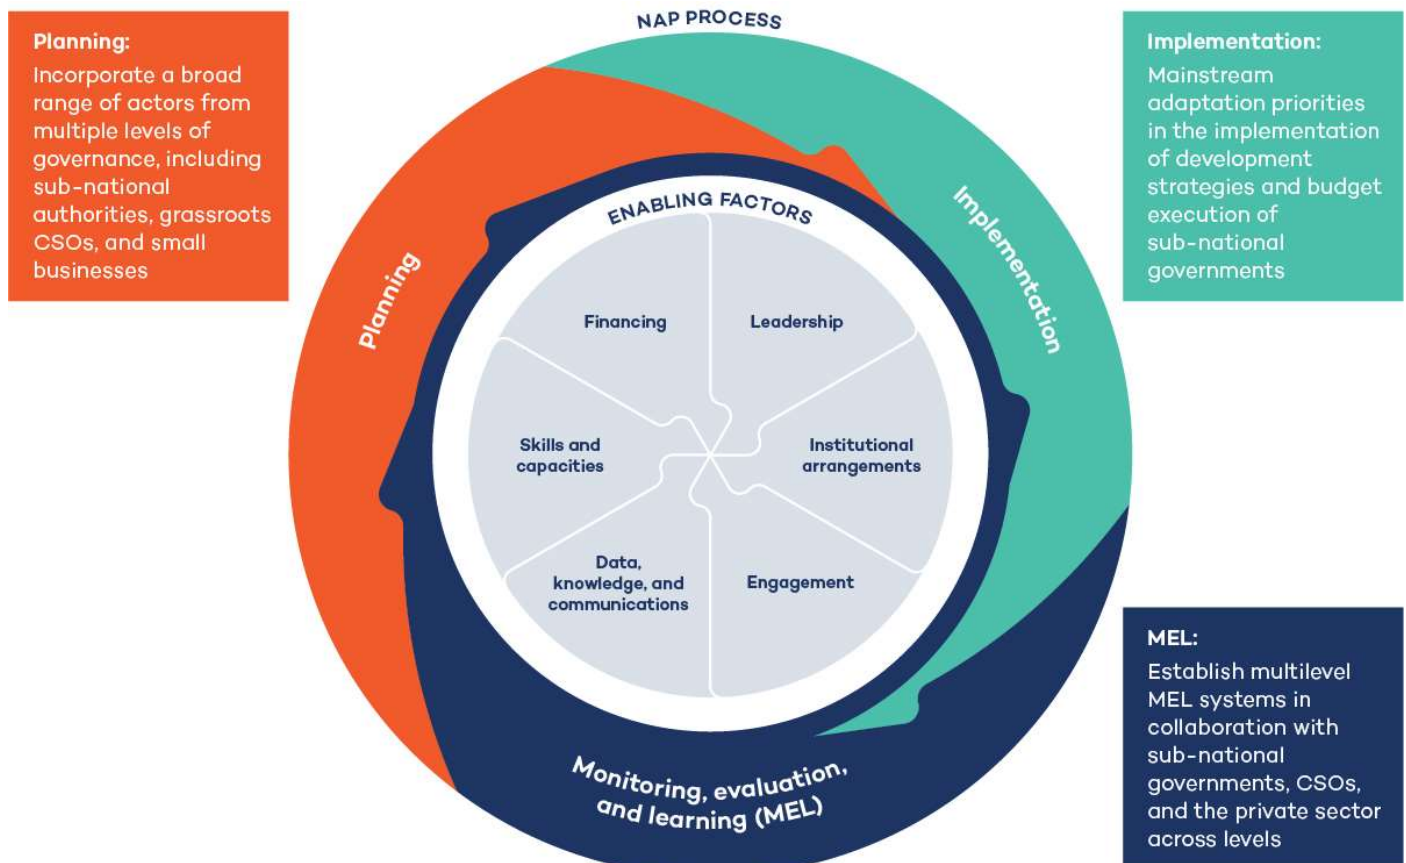 NAP PROCESS
Planning:
Incorporate a broad
range of actors from
multiple levels of
governance, including
sub-national
authorities, grassroots
CSOs, and small
businesses
Implementation:
Mainstream
adaptation priorities
in the implementation
of development
strategies and budget
execution of
sub-national
governments
ENABLING FACTORS
Planning
Implementation
Financing
Leadership
Skills and
capacities
Institutional
arrangements
Data,
knowledge, and
communications
Engagement
Monitoring, evaluation,
and learning (MEL)
MEL:
Establish multilevel
MEL systems in
collaboration with
sub-national
governments, CSOs,
and the private sector
across levels